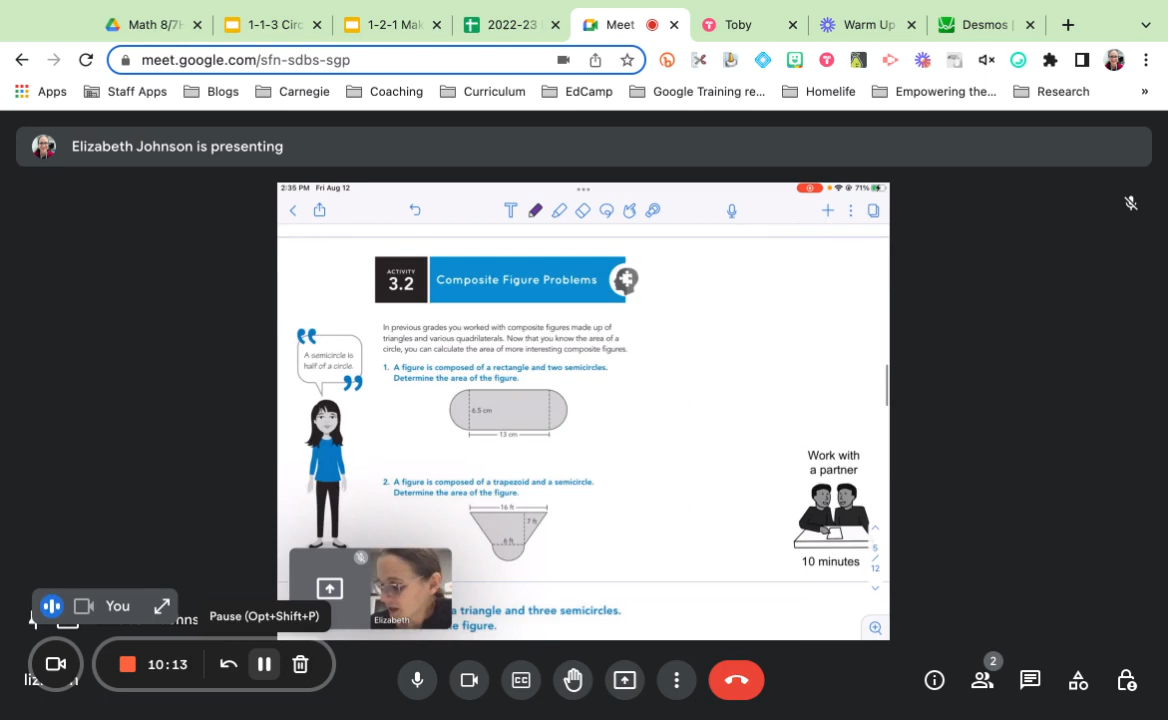 Math 8/7
1-1-3 Circ
1-2-1 Mak
2022-23
Meet
Toby
Warm Up
Desmos |
meet.google.com/sfn-sdbs-sgp
Apps
Staff Apps
Blogs
Carnegie
Coaching
Curriculum
EdCamp
Google Training re...
Homelife
Empowering the...
Research
»
Elizabeth Johnson is presenting
2:35 PM Fri Aug 12
71%
ACTIVITY
3.2
Composite Figure Problems
In previous grades you worked with composite figures made up of
triangles and various quadrilaterals. Now that you know the area of a
circle, you can calculate the area of more interesting composite figures.
A semicircle is
half of a circle.
1. A figure is composed of a rectangle and two semicircles.
Determine the area of the figure.
6.5 cm
13 cm
2. A figure is composed of a trapezoid and a semicircle.
Determine the area of the figure.
16 ft
7 ft
6 ft
Work with
a partner
10 minutes
5
/
12
a triangle and three semicircles.
e figure.
Elizabeth
You
Pause (Opt+Shift+P)
10:13
CC
2